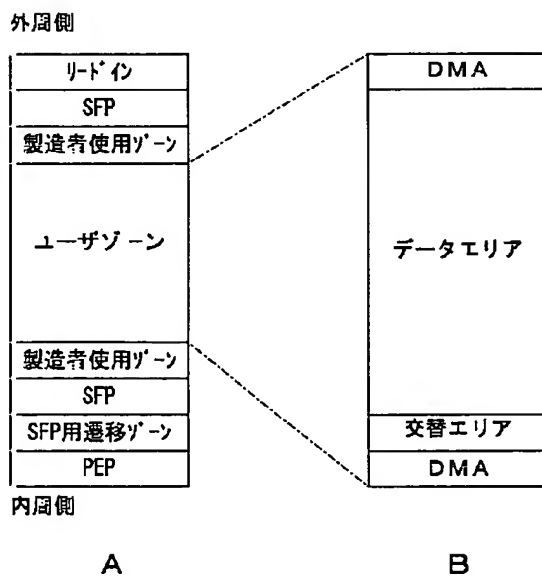 外周側
リードイン
SFP
製造者使用ゾーン
ユーザゾーン
製造者使用ゾーン
SFP
SFP用遷移ゾーン
PEP
内周側
A
DMA
データエリア
交替エリア
DMA
B